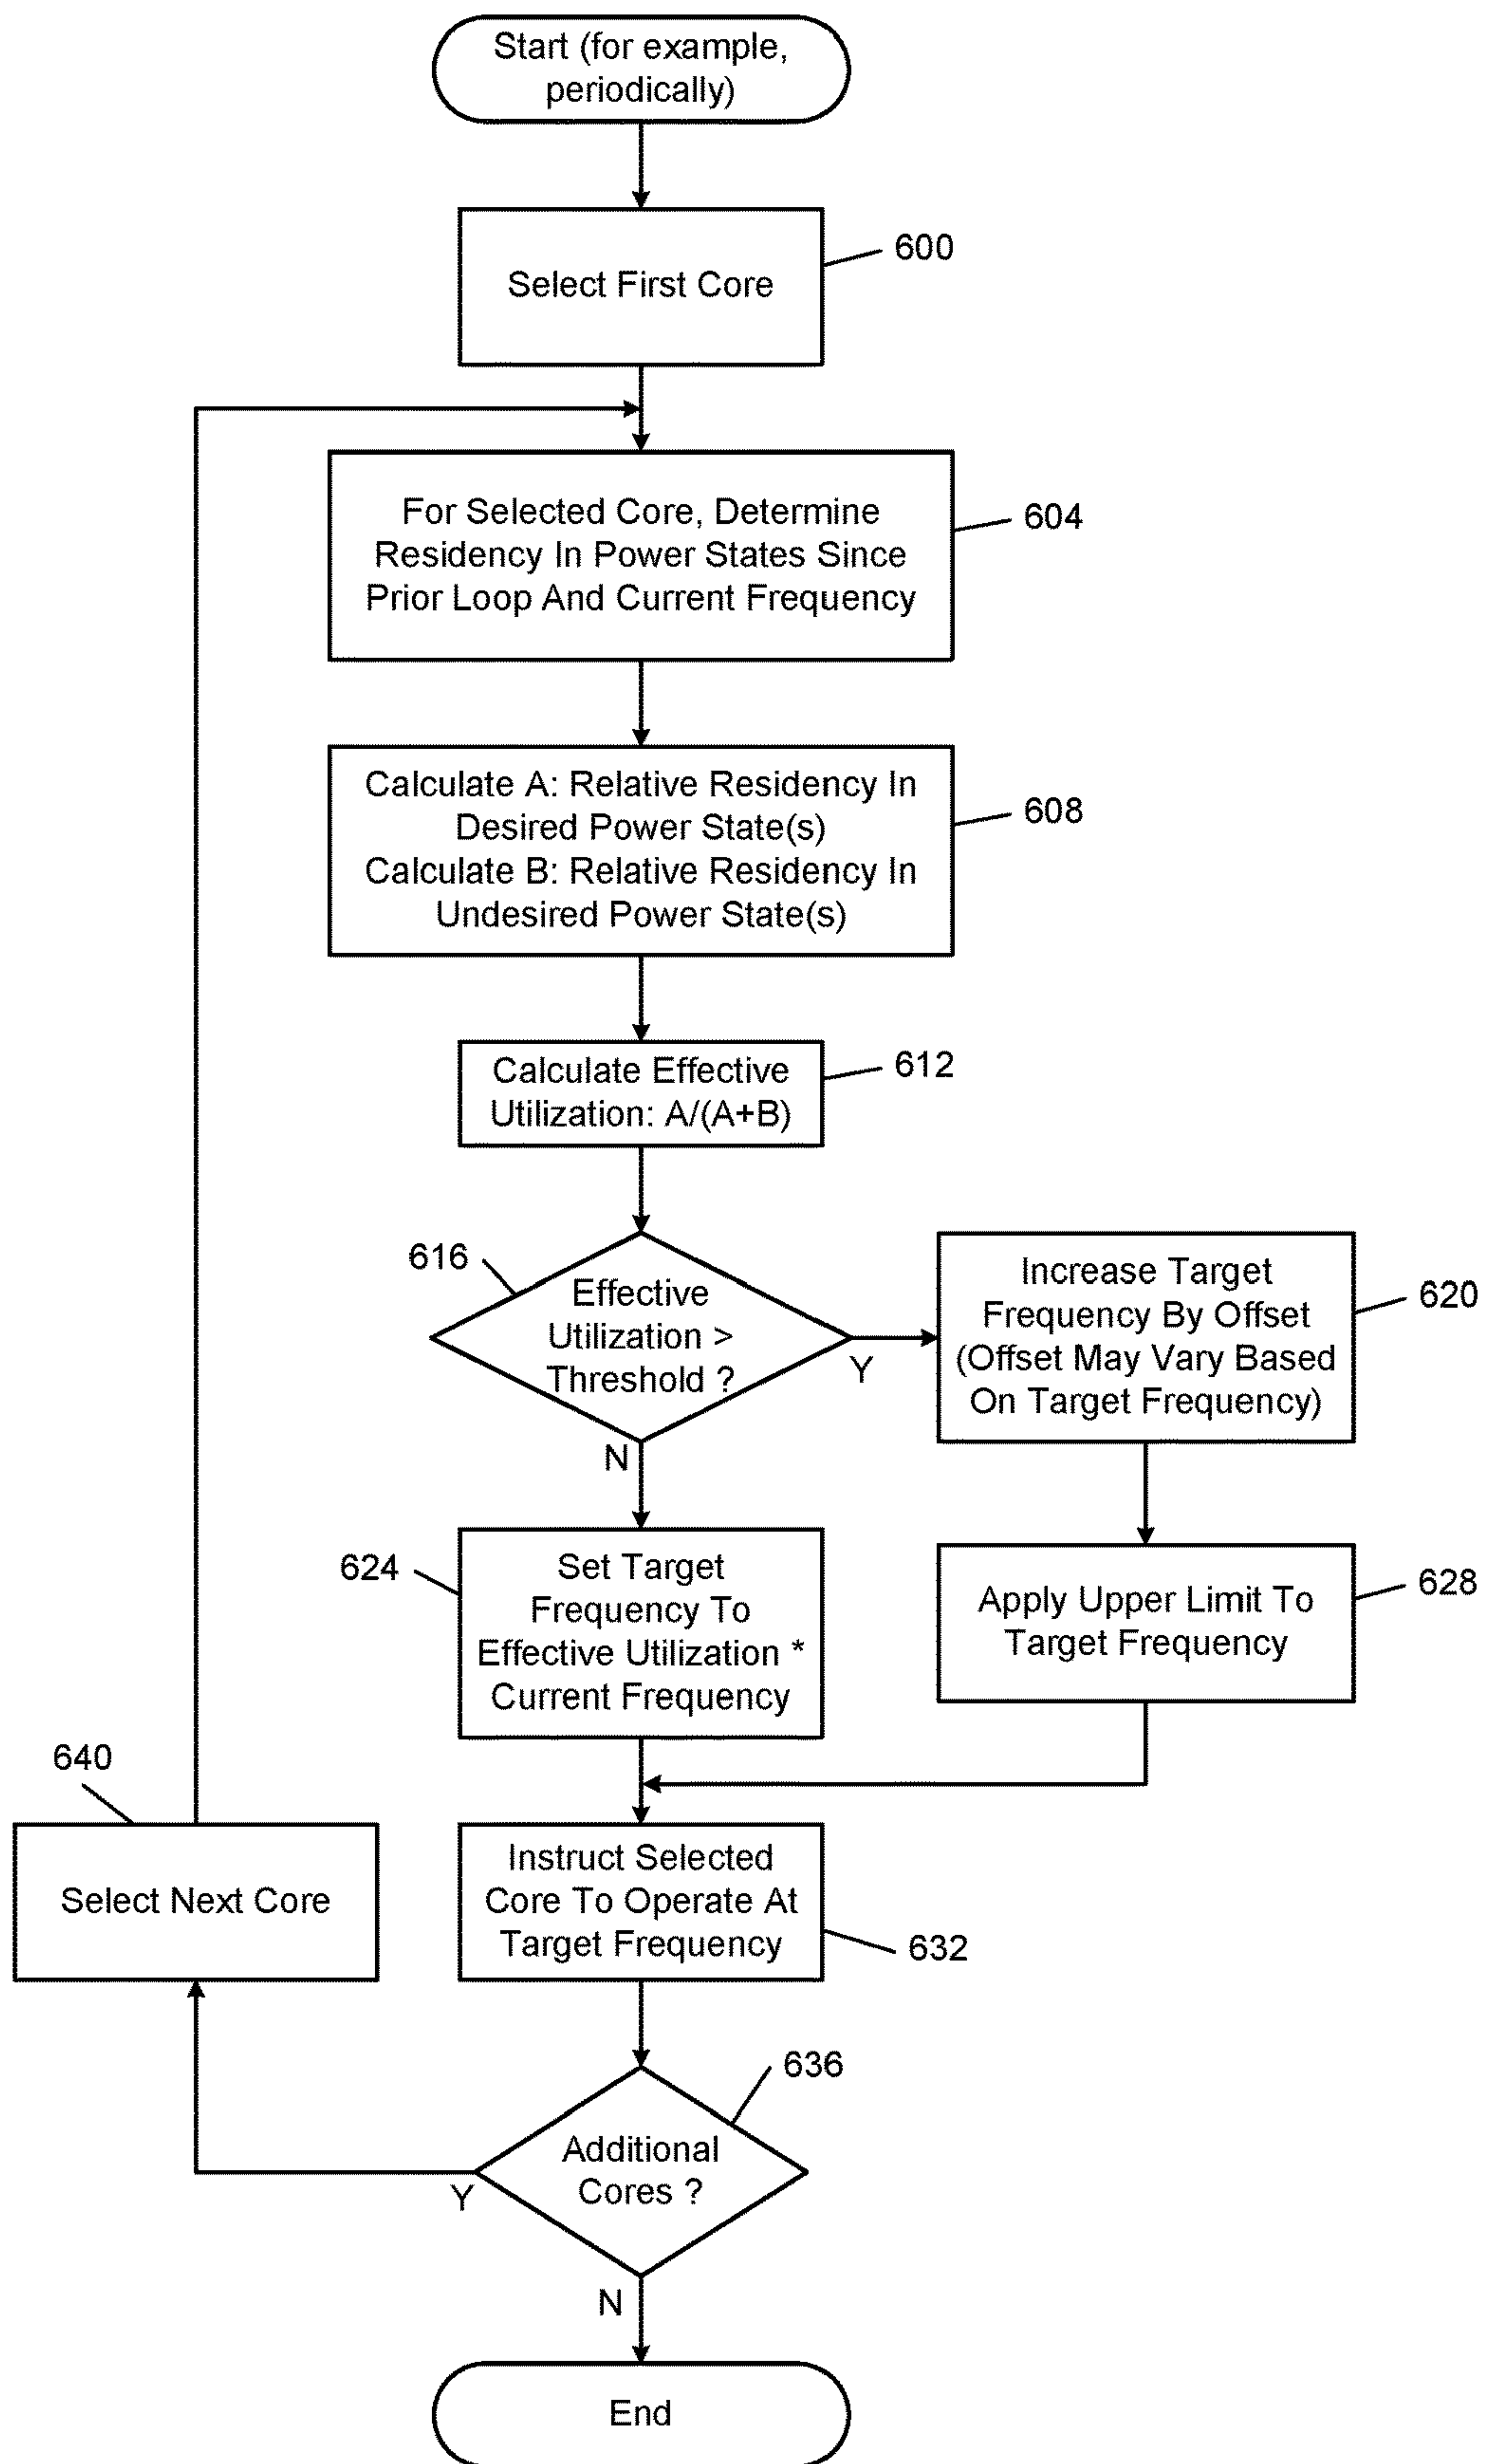 Start (for example,
periodically)
Select First Core
600
For Selected Core, Determine
Residency In Power States Since
Prior Loop And Current Frequency
604
Calculate A: Relative Residency In
Desired Power State(s)
Calculate B: Relative Residency In
Undesired Power State(s)
608
Calculate Effective
Utilization: A/(A+B)
612
616
Effective
Utilization >
Threshold ?
Y
N
Increase Target
Frequency By Offset
(Offset May Vary Based
On Target Frequency)
620
624
Set Target
Frequency To
Effective Utilization *
Current Frequency
Apply Upper Limit To
Target Frequency
628
640
Select Next Core
Instruct Selected
Core To Operate At
Target Frequency
632
636
Additional
Cores ?
Y
N
End